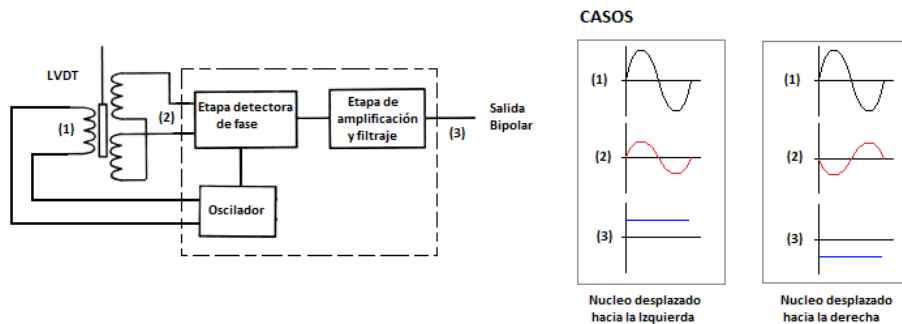 CASOS
LVDT
(1)
(2)
Etapa detectora
de fase
Etapa de
amplificación
y filtraje
(3)
Salida
Bipolar
Oscilador
(1)
(2)
(3)
Nucleo desplazado
hacia la Izquierda
(1)
(2)
(3)
Nucleo desplazado
hacia la derecha